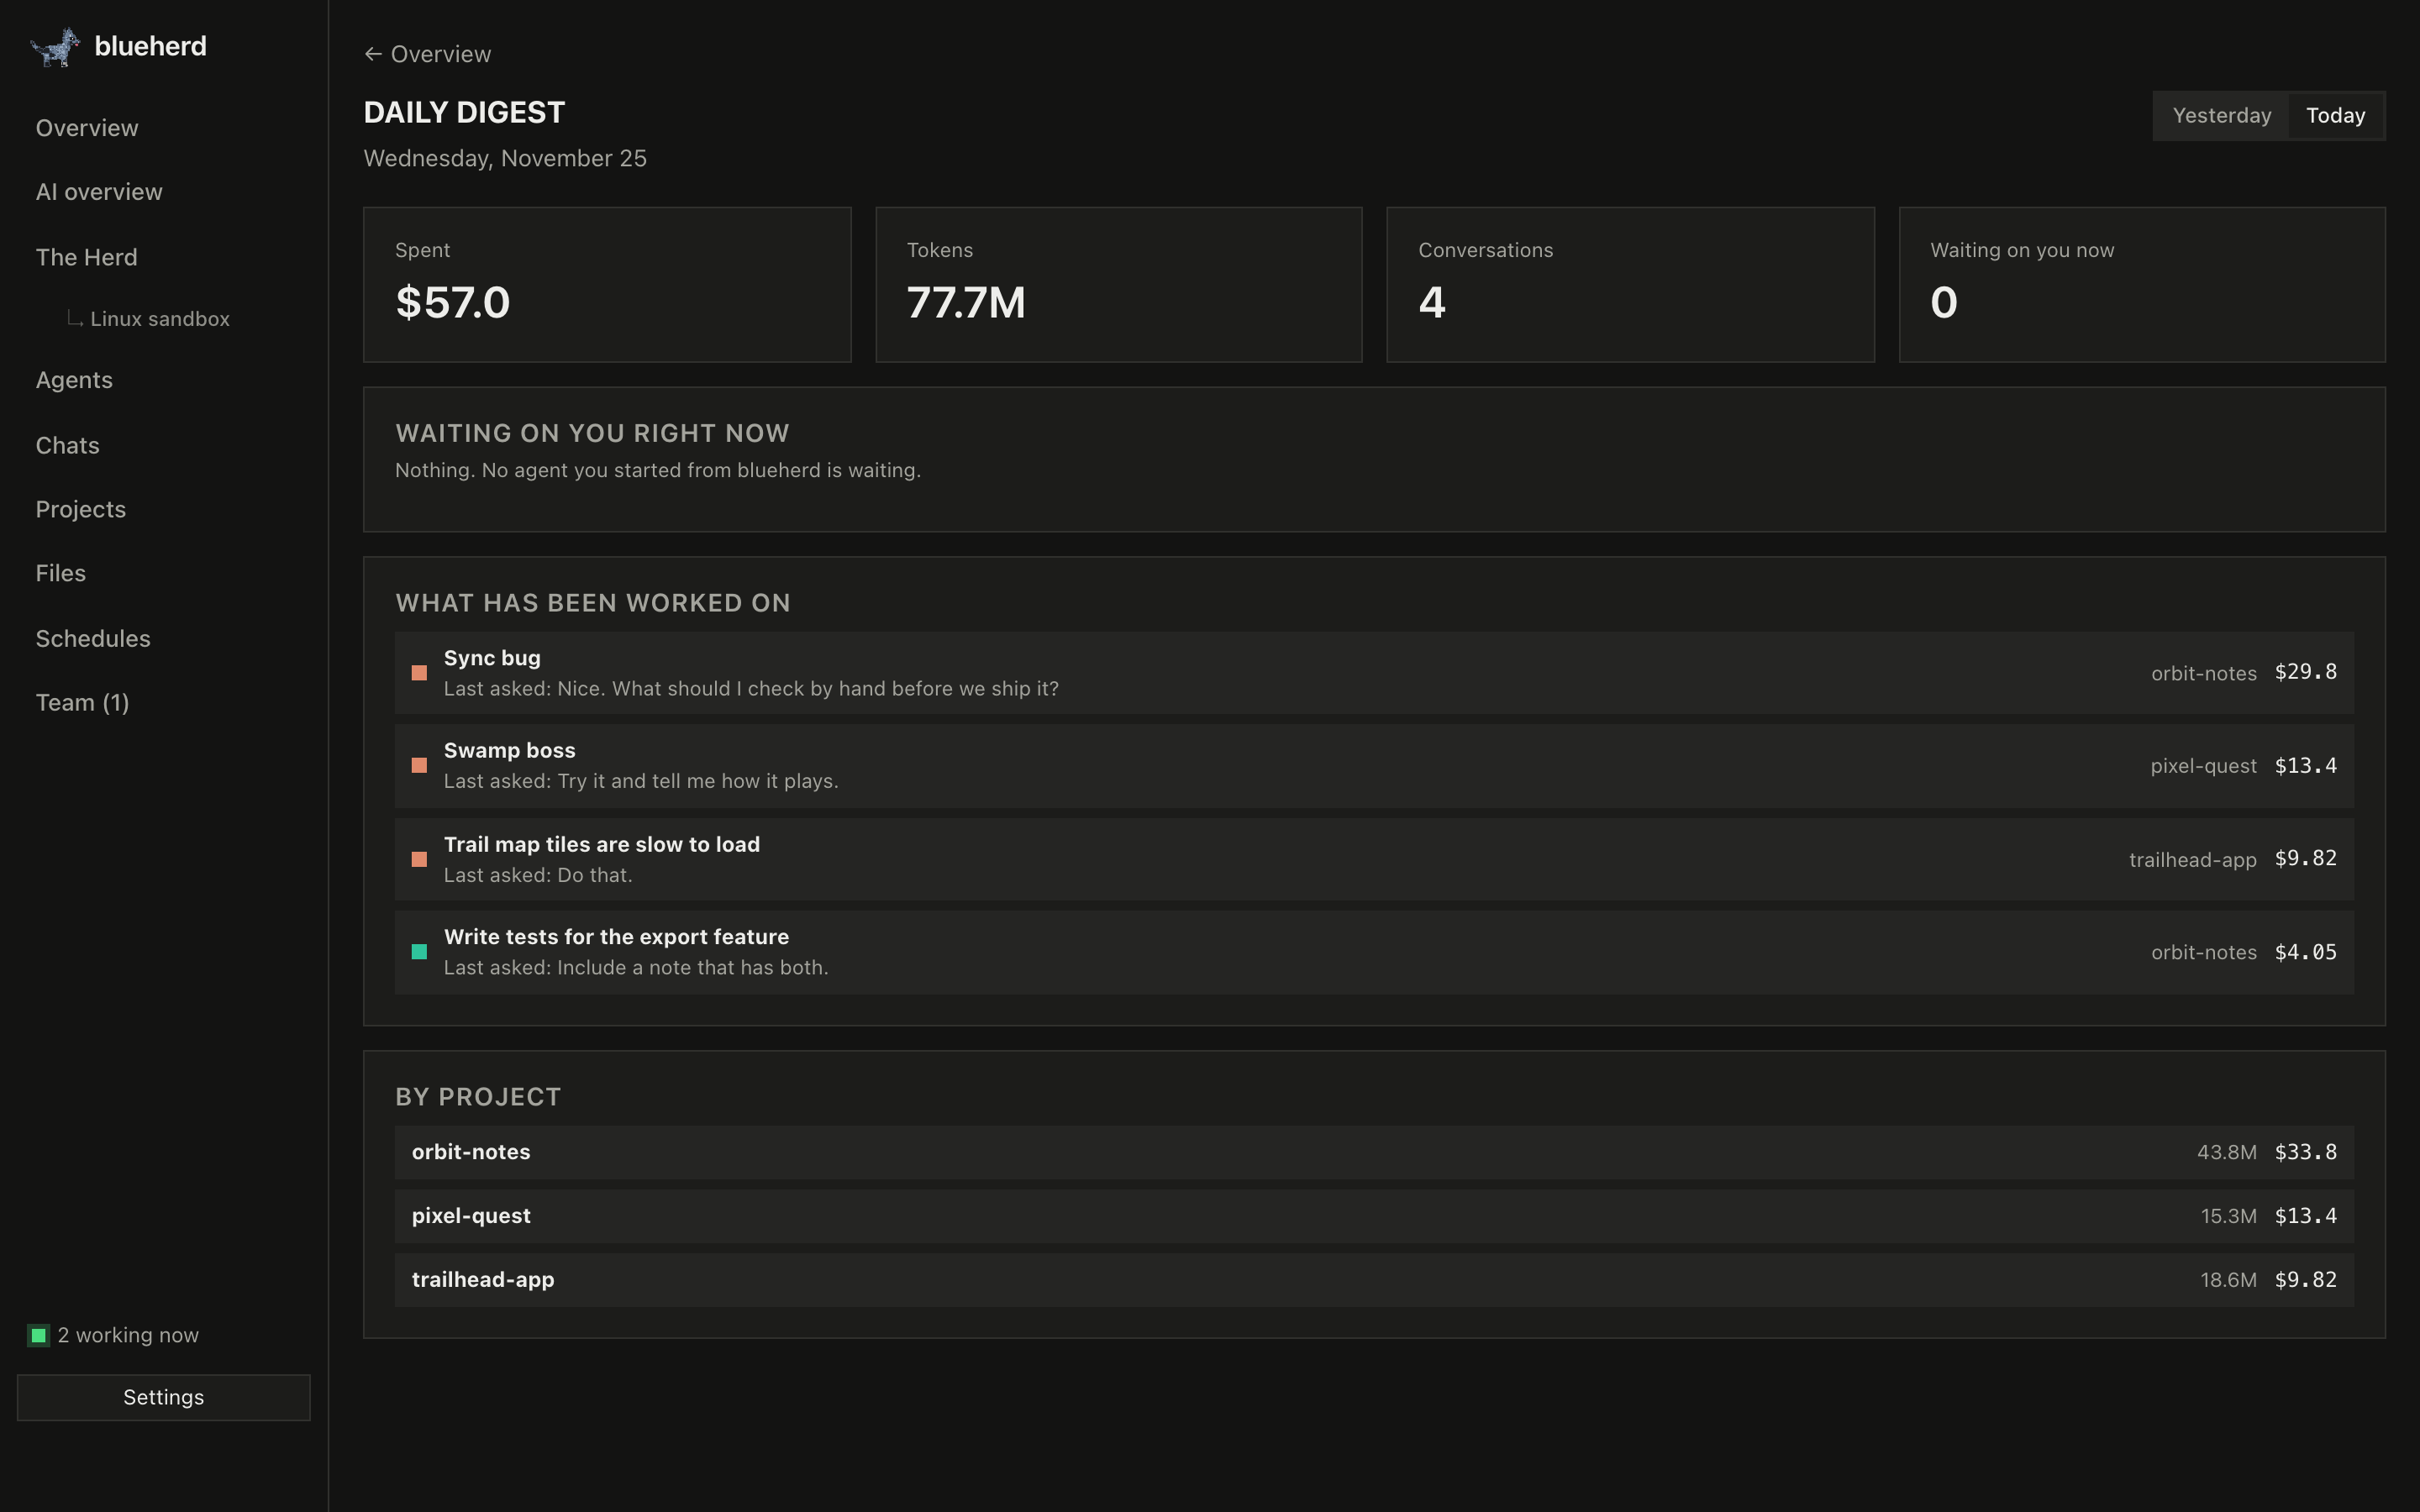 blueherd
Overview
AI overview
The Herd
Linux sandbox
Agents
Chats
Projects
Files
Schedules
Team (1)
2 working now
Settings
← Overview
DAILY DIGEST
Wednesday, November 25
Yesterday Today
Spent
$57.0
Tokens
77.7M
Conversations
4
Waiting on you now
0
WAITING ON YOU RIGHT NOW
Nothing. No agent you started from blueherd is waiting.
WHAT HAS BEEN WORKED ON
Sync bug
Last asked: Nice. What should I check by hand before we ship it?
orbit-notes $29.8
Swamp boss
Last asked: Try it and tell me how it plays.
pixel-quest $13.4
Trail map tiles are slow to load
Last asked: Do that.
trailhead-app $9.82
Write tests for the export feature
Last asked: Include a note that has both.
orbit-notes $4.05
BY PROJECT
orbit-notes 43.8M $33.8
pixel-quest 15.3M $13.4
trailhead-app 18.6M $9.82